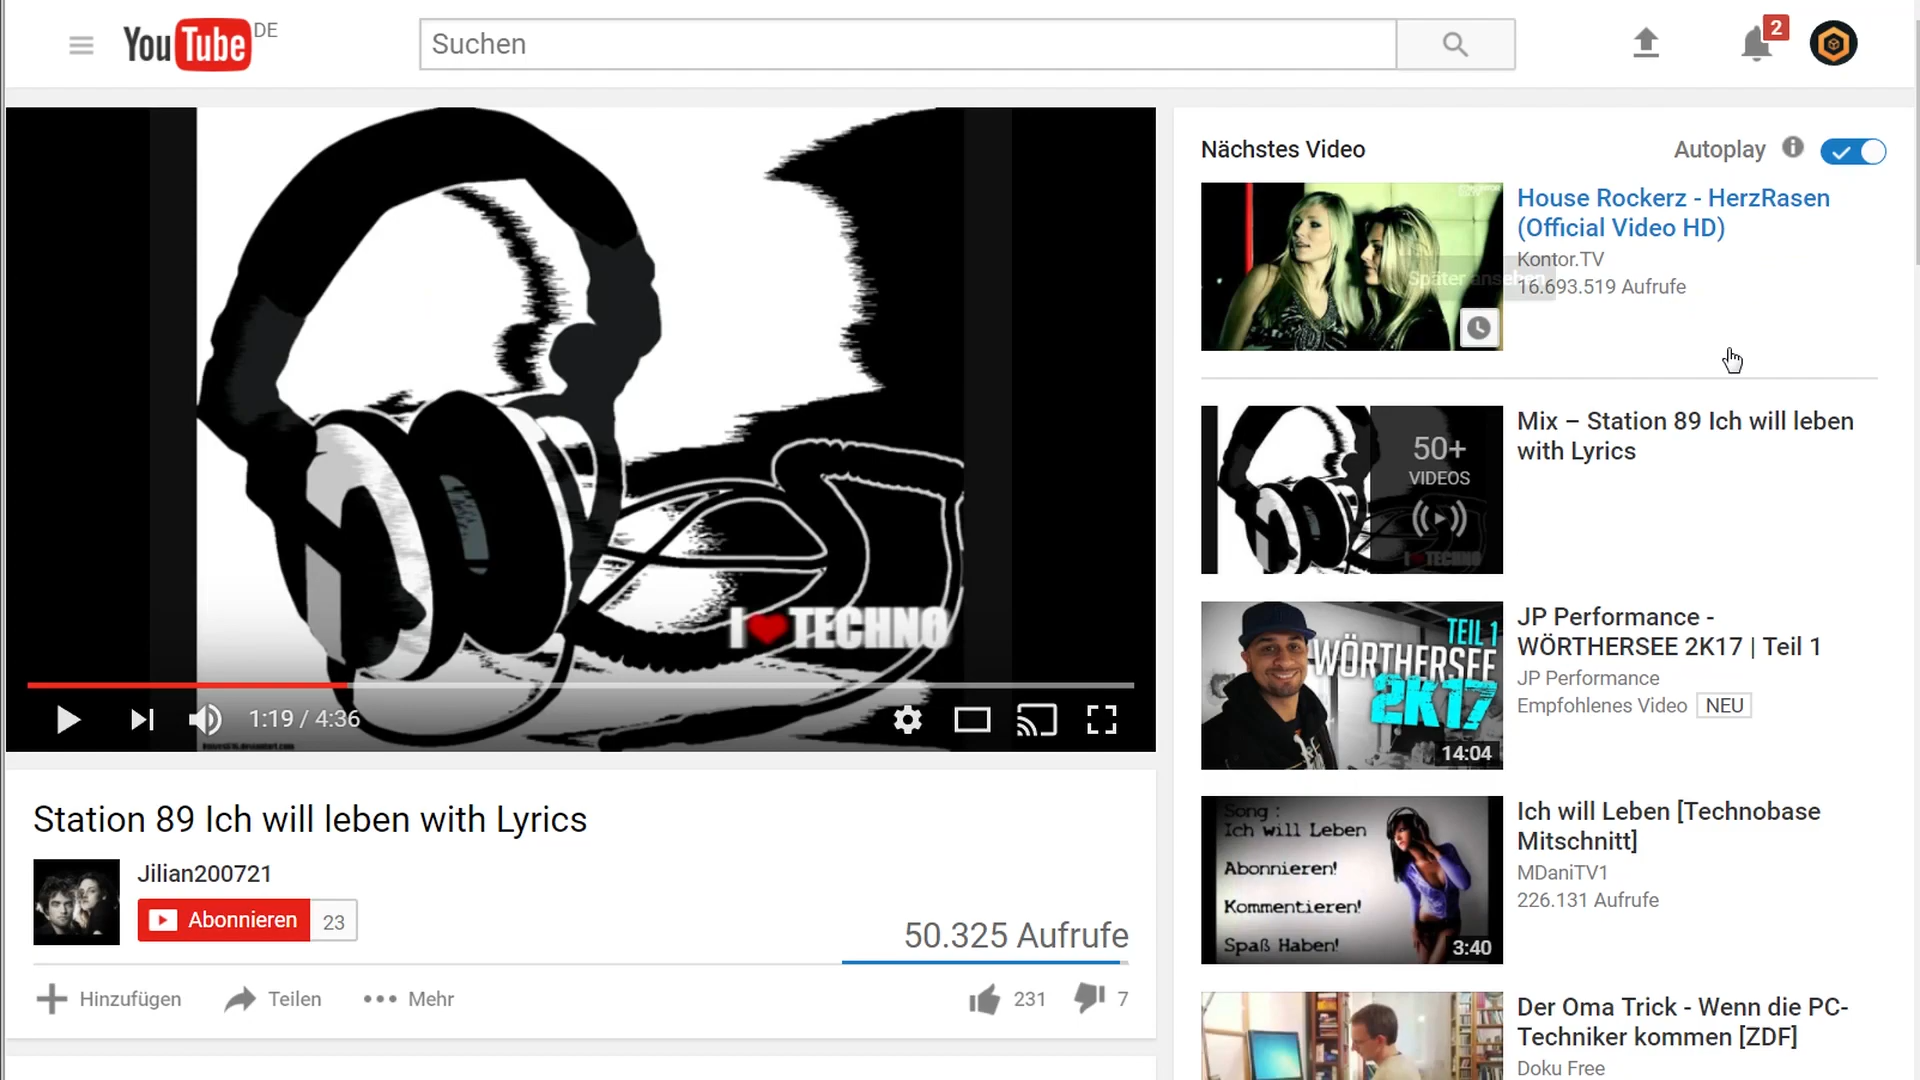 YouTube DE
Suchen
2
I ❤ TECHNO
1:19 / 4:36
Station 89 Ich will leben with Lyrics
Jilian200721
Abonnieren 23
50.325 Aufrufe
Hinzufügen Teilen Mehr 231 7
Nächstes Video Autoplay
House Rockerz - HerzRasen
(Official Video HD)
Kontor.TV
Später ansehen
16.693.519 Aufrufe
50+
VIDEOS
I ❤ TECHNO
Mix – Station 89 Ich will leben
with Lyrics
TEIL 1
WÖRTHERSEE
2K17
14:04
JP Performance -
WÖRTHERSEE 2K17 | Teil 1
JP Performance
Empfohlenes Video NEU
Song :
Ich will Leben
Abonnieren!
Kommentieren!
Spaß Haben!
3:40
Ich will Leben [Technobase
Mitschnitt]
MDaniTV1
226.131 Aufrufe
Der Oma Trick - Wenn die PC-
Techniker kommen [ZDF]
Doku Free